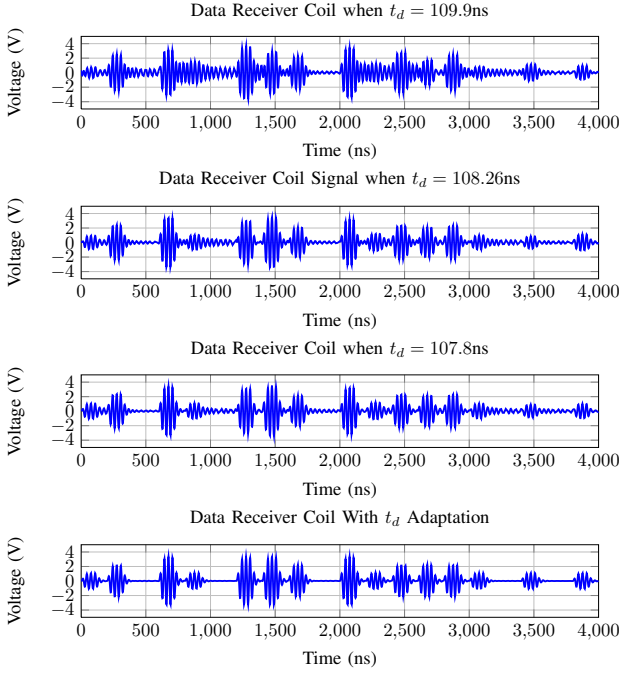 Data Receiver Coil when t_d = 109.9ns
Voltage (V)
4
2
0
−2
−4
0 500 1,000 1,500 2,000 2,500 3,000 3,500 4,000
Time (ns)
Data Receiver Coil Signal when t_d = 108.26ns
Voltage (V)
4
2
0
−2
−4
0 500 1,000 1,500 2,000 2,500 3,000 3,500 4,000
Time (ns)
Data Receiver Coil when t_d = 107.8ns
Voltage (V)
4
2
0
−2
−4
0 500 1,000 1,500 2,000 2,500 3,000 3,500 4,000
Time (ns)
Data Receiver Coil With t_d Adaptation
Voltage (V)
4
2
0
−2
−4
0 500 1,000 1,500 2,000 2,500 3,000 3,500 4,000
Time (ns)